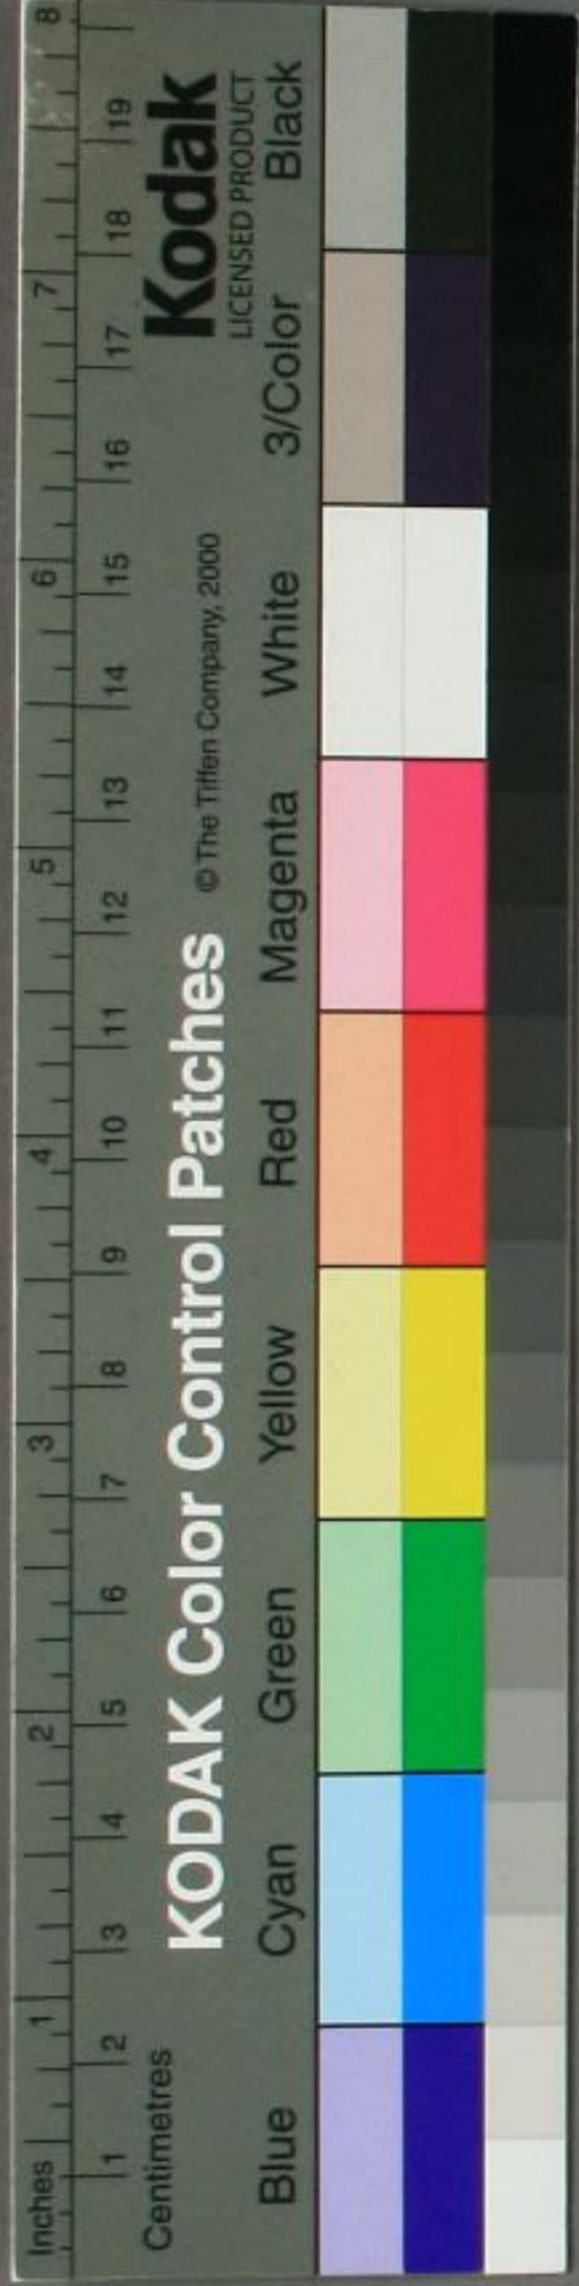 Inches 1 2 3 4 5 6 7 8
1 2 3 4 5 6 7 8 9 10 11 12 13 14 15 16 17 18 19
Centimetres
KODAK Color Control Patches © The Tiffen Company, 2000 Kodak
LICENSED PRODUCT
Blue Cyan Green Yellow Red Magenta White 3/Color Black